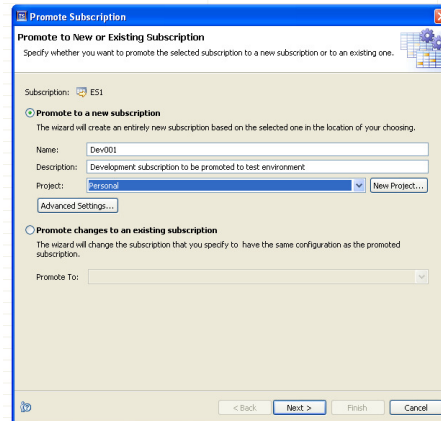 Promote Subscription
Promote to New or Existing Subscription
Specify whether you want to promote the selected subscription to a new subscription or to an existing one.
Subscription: ES1
Promote to a new subscription
The wizard will create an entirely new subscription based on the selected one in the location of your choosing.
Name: Dev001
Description: Development subscription to be promoted to test environment
Project: Personal New Project...
Advanced Settings...
Promote changes to an existing subscription
The wizard will change the subscription that you specify to have the same configuration as the promoted
subscription.
Promote To:
< Back Next > Finish Cancel